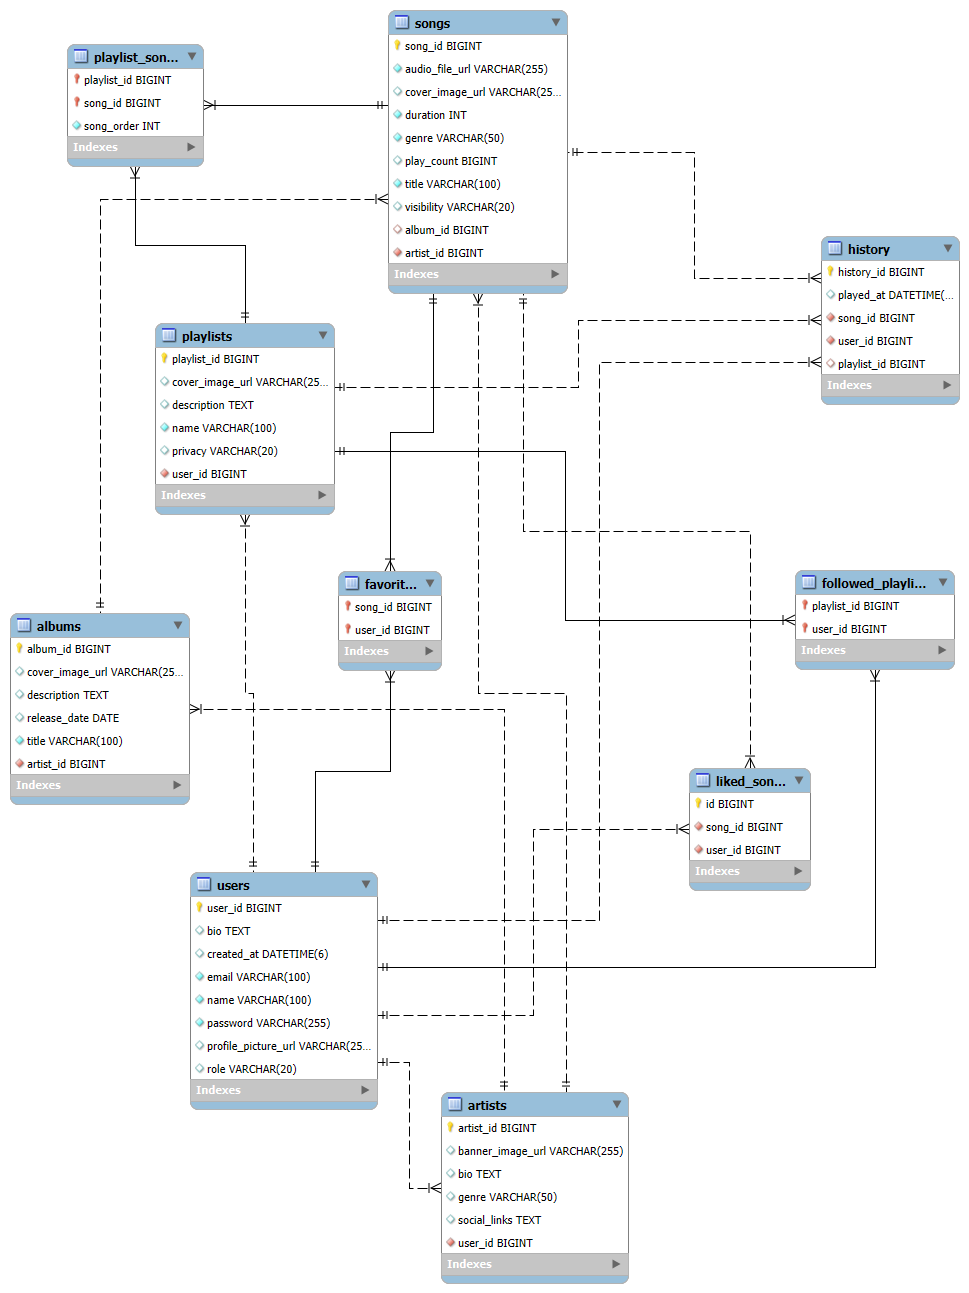 songs
song_id BIGINT
audio_file_url VARCHAR(255)
cover_image_url VARCHAR(25...
duration INT
genre VARCHAR(50)
play_count BIGINT
title VARCHAR(100)
visibility VARCHAR(20)
album_id BIGINT
artist_id BIGINT
Indexes
playlist_son...
playlist_id BIGINT
song_id BIGINT
song_order INT
Indexes
history
history_id BIGINT
played_at DATETIME(...
song_id BIGINT
user_id BIGINT
playlist_id BIGINT
Indexes
playlists
playlist_id BIGINT
cover_image_url VARCHAR(25...
description TEXT
name VARCHAR(100)
privacy VARCHAR(20)
user_id BIGINT
Indexes
favorit...
song_id BIGINT
user_id BIGINT
Indexes
followed_playli...
playlist_id BIGINT
user_id BIGINT
Indexes
albums
album_id BIGINT
cover_image_url VARCHAR(25...
description TEXT
release_date DATE
title VARCHAR(100)
artist_id BIGINT
Indexes
liked_son...
id BIGINT
song_id BIGINT
user_id BIGINT
Indexes
users
user_id BIGINT
bio TEXT
created_at DATETIME(6)
email VARCHAR(100)
name VARCHAR(100)
password VARCHAR(255)
profile_picture_url VARCHAR(25...
role VARCHAR(20)
Indexes
artists
artist_id BIGINT
banner_image_url VARCHAR(255)
bio TEXT
genre VARCHAR(50)
social_links TEXT
user_id BIGINT
Indexes